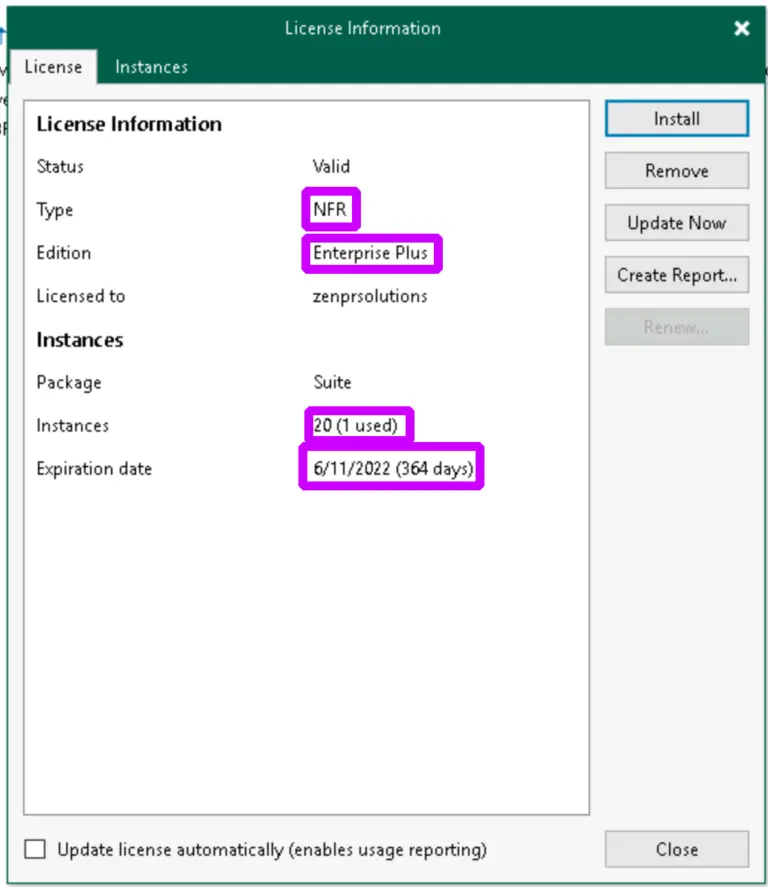 License Information
License
Instances
License Information
Status Valid
Type NFR
Edition Enterprise Plus
Licensed to zenprsolutions
Instances
Package Suite
Instances 20 (1 used)
Expiration date 6/11/2022 (364 days)
Install
Remove
Update Now
Create Report...
Renew...
Update license automatically (enables usage reporting)
Close